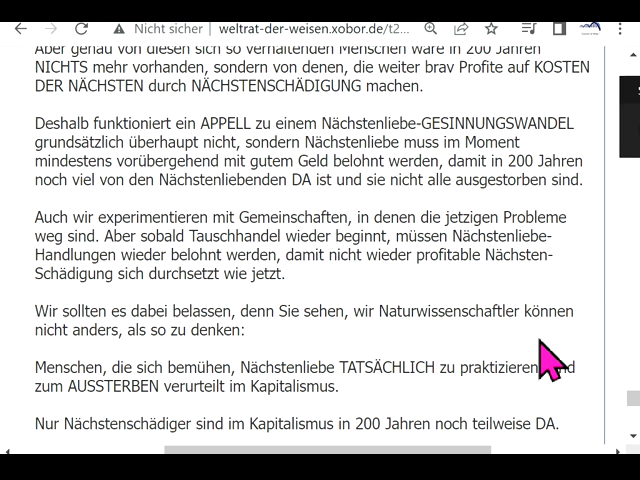 Nicht sicher | weltrat-der-weisen.xobor.de/t2...
Aber genau von diesen sich so verhaltenden Menschen wäre in 200 Jahren
NICHTS mehr vorhanden, sondern von denen, die weiter brav Profite auf KOSTEN
DER NÄCHSTEN durch NÄCHSTENSCHÄDIGUNG machen.
Deshalb funktioniert ein APPELL zu einem Nächstenliebe-GESINNUNGSWANDEL
grundsätzlich überhaupt nicht, sondern Nächstenliebe muss im Moment
mindestens vorübergehend mit gutem Geld belohnt werden, damit in 200 Jahren
noch viel von den Nächstenliebenden DA ist und sie nicht alle ausgestorben sind.
Auch wir experimentieren mit Gemeinschaften, in denen die jetzigen Probleme
weg sind. Aber sobald Tauschhandel wieder beginnt, müssen Nächstenliebe-
Handlungen wieder belohnt werden, damit nicht wieder profitable Nächsten-
Schädigung sich durchsetzt wie jetzt.
Wir sollten es dabei belassen, denn Sie sehen, wir Naturwissenschaftler können
nicht anders, als so zu denken:
Menschen, die sich bemühen, Nächstenliebe TATSÄCHLICH zu praktizieren
zum AUSSTERBEN verurteilt im Kapitalismus.
Nur Nächstenschädiger sind im Kapitalismus in 200 Jahren noch teilweise DA.